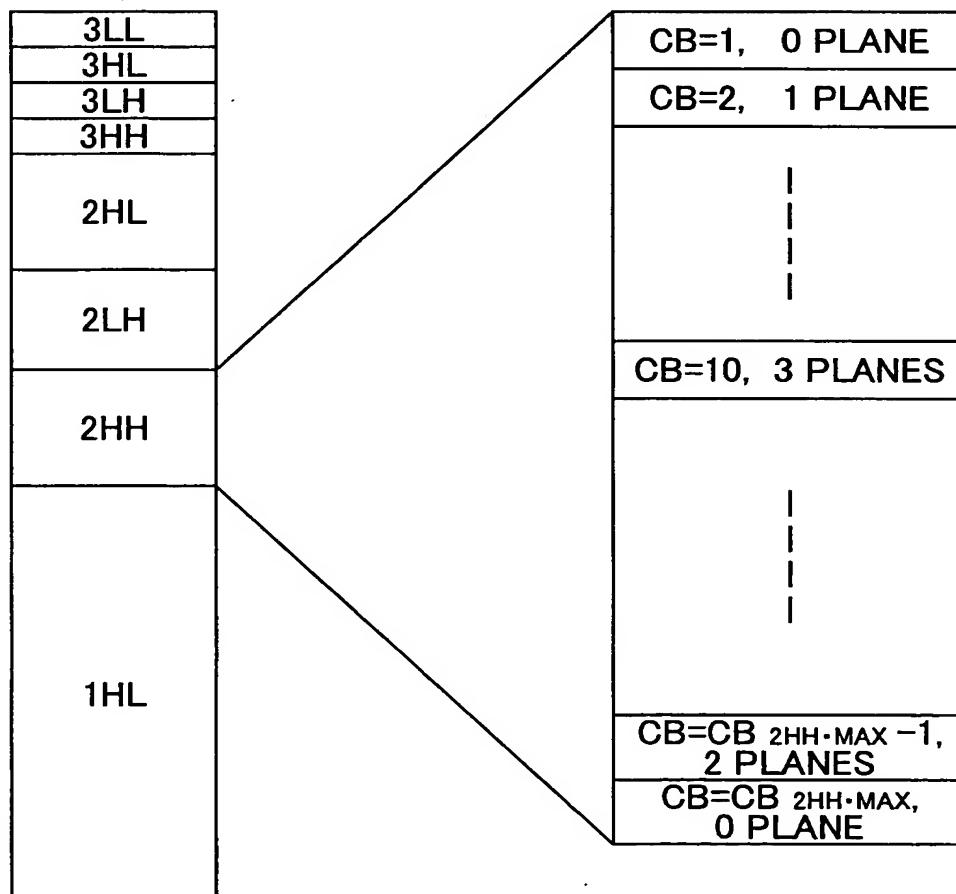 3LL
3HL
3LH
3HH
2HL
2LH
2HH
1HL
CB=1, 0 PLANE
CB=2, 1 PLANE
CB=10, 3 PLANES
CB=CB 2HH·MAX −1,
2 PLANES
CB=CB 2HH·MAX,
0 PLANE